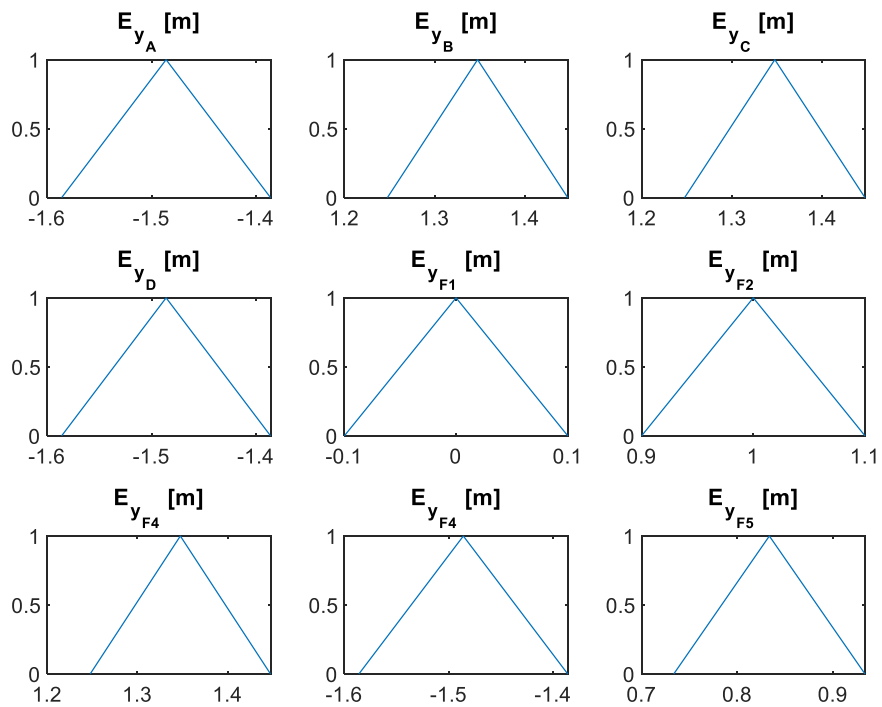 E_y_A [m]
E_y_B [m]
E_y_C [m]
1
0.5
0
-1.6 -1.5 -1.4
1
0.5
0
1.2 1.3 1.4
1
0.5
0
1.2 1.3 1.4
E_y_D [m]
E_y_F1 [m]
E_y_F2 [m]
1
0.5
0
-1.6 -1.5 -1.4
1
0.5
0
-0.1 0 0.1
1
0.5
0
0.9 1 1.1
E_y_F4 [m]
E_y_F4 [m]
E_y_F5 [m]
1
0.5
0
1.2 1.3 1.4
1
0.5
0
-1.6 -1.5 -1.4
1
0.5
0
0.7 0.8 0.9